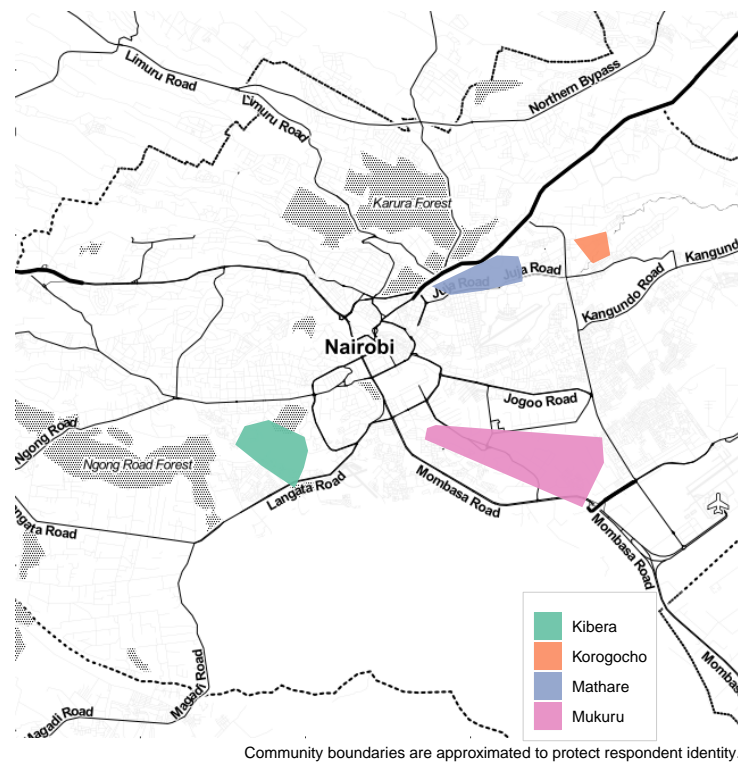 Limuru Road
Limuru Road
Northern Bypass
Karura Forest
Juja Road
Juja Road
Kangundo
Kangundo Road
Nairobi
Jogoo Road
Ngong Road
Ngong Road Forest
Langata Road
Mombasa Road
ngata Road
Mombasa Road
Magadi Road
Magadi Road
Mombas
Kibera
Korogocho
Mathare
Mukuru
Community boundaries are approximated to protect respondent identity.